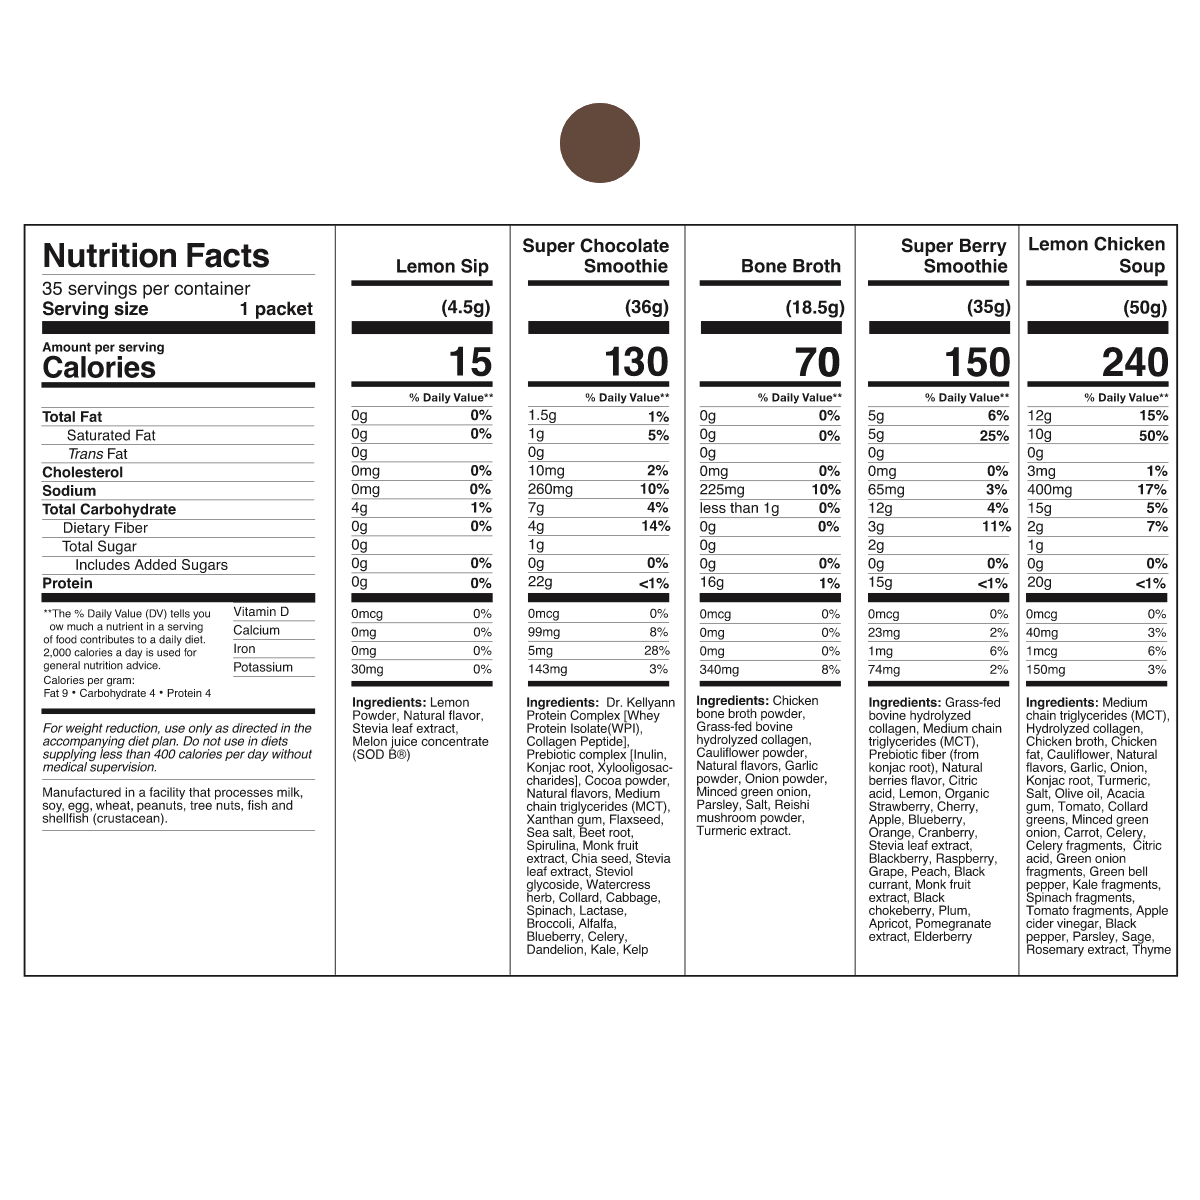 Nutrition Facts
35 servings per container
Serving size 1 packet
Amount per serving
Calories
Total Fat
Saturated Fat
Trans Fat
Cholesterol
Sodium
Total Carbohydrate
Dietary Fiber
Total Sugar
Includes Added Sugars
Protein
**The % Daily Value (DV) tells you
ow much a nutrient in a serving
of food contributes to a daily diet.
2,000 calories a day is used for
general nutrition advice.
Calories per gram:
Fat 9 • Carbohydrate 4 • Protein 4
Vitamin D
Calcium
Iron
Potassium
For weight reduction, use only as directed in the
accompanying diet plan. Do not use in diets
supplying less than 400 calories per day without
medical supervision.
Manufactured in a facility that processes milk,
soy, egg, wheat, peanuts, tree nuts, fish and
shellfish (crustacean).
Lemon Sip
(4.5g)
15
% Daily Value**
0g 0%
0g 0%
0g
0mg 0%
0mg 0%
4g 1%
0g 0%
0g
0g 0%
0g 0%
0mcg 0%
0mg 0%
0mg 0%
30mg 0%
Ingredients: Lemon
Powder, Natural flavor,
Stevia leaf extract,
Melon juice concentrate
(SOD B®)
Super Chocolate
Smoothie
(36g)
130
% Daily Value**
1.5g 1%
1g 5%
0g
10mg 2%
260mg 10%
7g 4%
4g 14%
1g
0g 0%
22g <1%
0mcg 0%
99mg 8%
5mg 28%
143mg 3%
Ingredients: Dr. Kellyann
Protein Complex [Whey
Protein Isolate(WPI),
Collagen Peptide],
Prebiotic complex [Inulin,
Konjac root, Xylooligosac-
charides], Cocoa powder,
Natural flavors, Medium
chain triglycerides (MCT),
Xanthan gum, Flaxseed,
Sea salt, Beet root,
Spirulina, Monk fruit
extract, Chia seed, Stevia
leaf extract, Steviol
glycoside, Watercress
herb, Collard, Cabbage,
Spinach, Lactase,
Broccoli, Alfalfa,
Blueberry, Celery,
Dandelion, Kale, Kelp
Bone Broth
(18.5g)
70
% Daily Value**
0g 0%
0g 0%
0g
0mg 0%
225mg 10%
less than 1g 0%
0g 0%
0g
0g 0%
16g 1%
0mcg 0%
0mg 0%
0mg 0%
340mg 8%
Ingredients: Chicken
bone broth powder,
Grass-fed bovine
hydrolyzed collagen,
Cauliflower powder,
Natural flavors, Garlic
powder, Onion powder,
Minced green onion,
Parsley, Salt, Reishi
mushroom powder,
Turmeric extract.
Super Berry
Smoothie
(35g)
150
% Daily Value**
5g 6%
5g 25%
0g
0mg 0%
65mg 3%
12g 4%
3g 11%
2g
0g 0%
15g <1%
0mcg 0%
23mg 2%
1mg 6%
74mg 2%
Ingredients: Grass-fed
bovine hydrolyzed
collagen, Medium chain
triglycerides (MCT),
Prebiotic fiber (from
konjac root), Natural
berries flavor, Citric
acid, Lemon, Organic
Strawberry, Cherry,
Apple, Blueberry,
Orange, Cranberry,
Stevia leaf extract,
Blackberry, Raspberry,
Grape, Peach, Black
currant, Monk fruit
extract, Black
chokeberry, Plum,
Apricot, Pomegranate
extract, Elderberry
Lemon Chicken
Soup
(50g)
240
% Daily Value**
12g 15%
10g 50%
0g
3mg 1%
400mg 17%
15g 5%
2g 7%
1g
0g 0%
20g <1%
0mcg 0%
40mg 3%
1mcg 6%
150mg 3%
Ingredients: Medium
chain triglycerides (MCT),
Hydrolyzed collagen,
Chicken broth, Chicken
fat, Cauliflower, Natural
flavors, Garlic, Onion,
Konjac root, Turmeric,
Salt, Olive oil, Acacia
gum, Tomato, Collard
greens, Minced green
onion, Carrot, Celery,
Celery fragments, Citric
acid, Green onion
fragments, Green bell
pepper, Kale fragments,
Spinach fragments,
Tomato fragments, Apple
cider vinegar, Black
pepper, Parsley, Sage,
Rosemary extract, Thyme